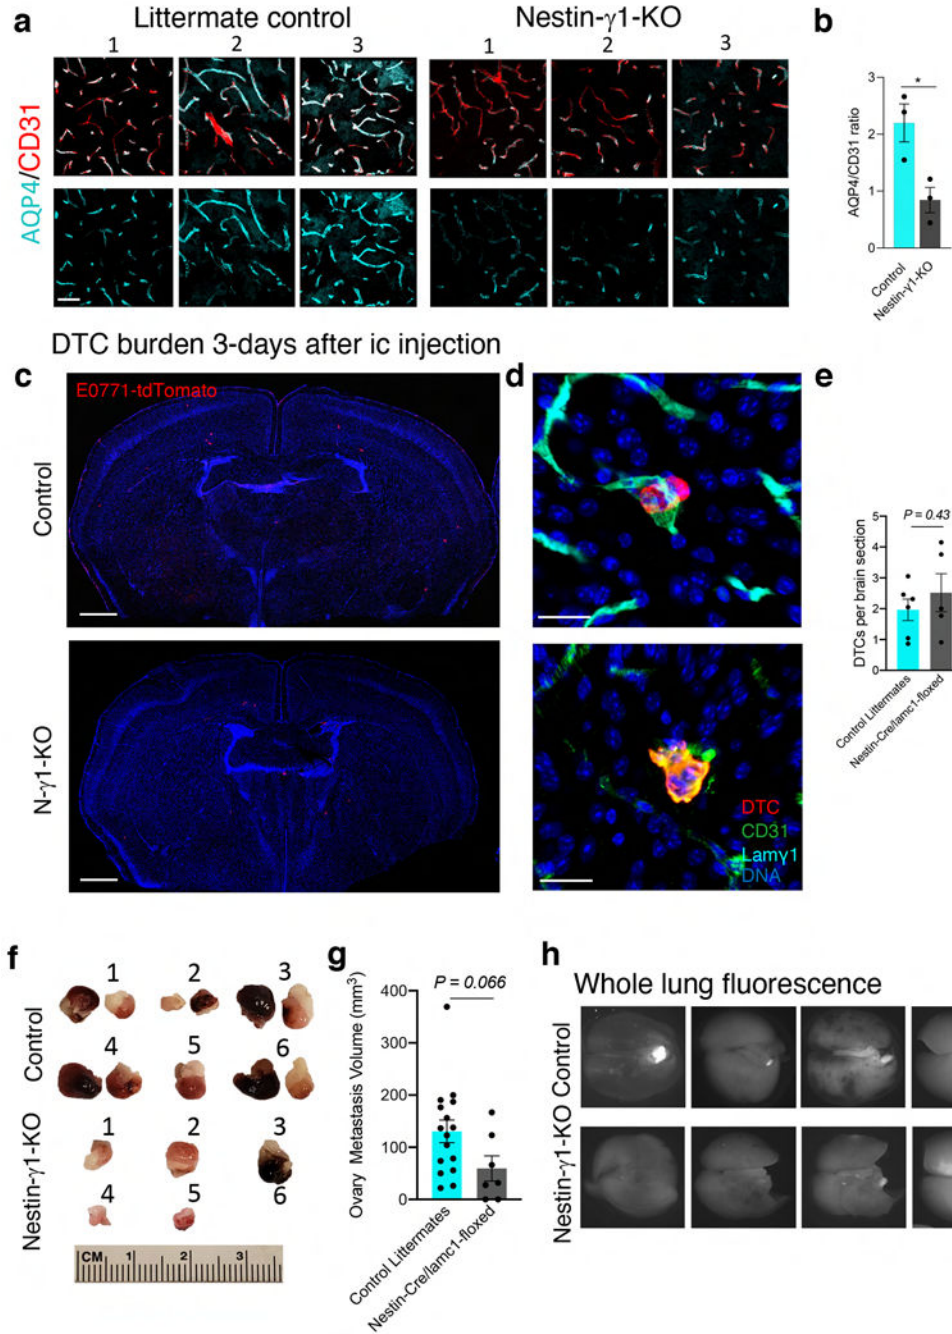 a
Littermate control
Nestin-γ1-KO
1 2 3 1 2 3
AQP4/CD31
b
AQP4/CD31 ratio
3
2
1
0
*
Control
Nestin-γ1-KO
DTC burden 3-days after ic injection
c
E0771-tdTomato
Control
N-γ1-KO
d
DTC
CD31
Lamγ1
DNA
e
P = 0.43
DTCs per brain section
5
4
3
2
1
0
Control Littermates
Nestin-Cre/lamc1-floxed
f
Control
1 2 3
4 5 6
Nestin-γ1-KO
1 2 3
4 5 6
CM 1 2 3
g
P = 0.066
Ovary Metastasis Volume (mm³)
400
300
200
100
0
Control Littermates
Nestin-Cre/lamc1-floxed
h
Whole lung fluorescence
Control
Nestin-γ1-KO